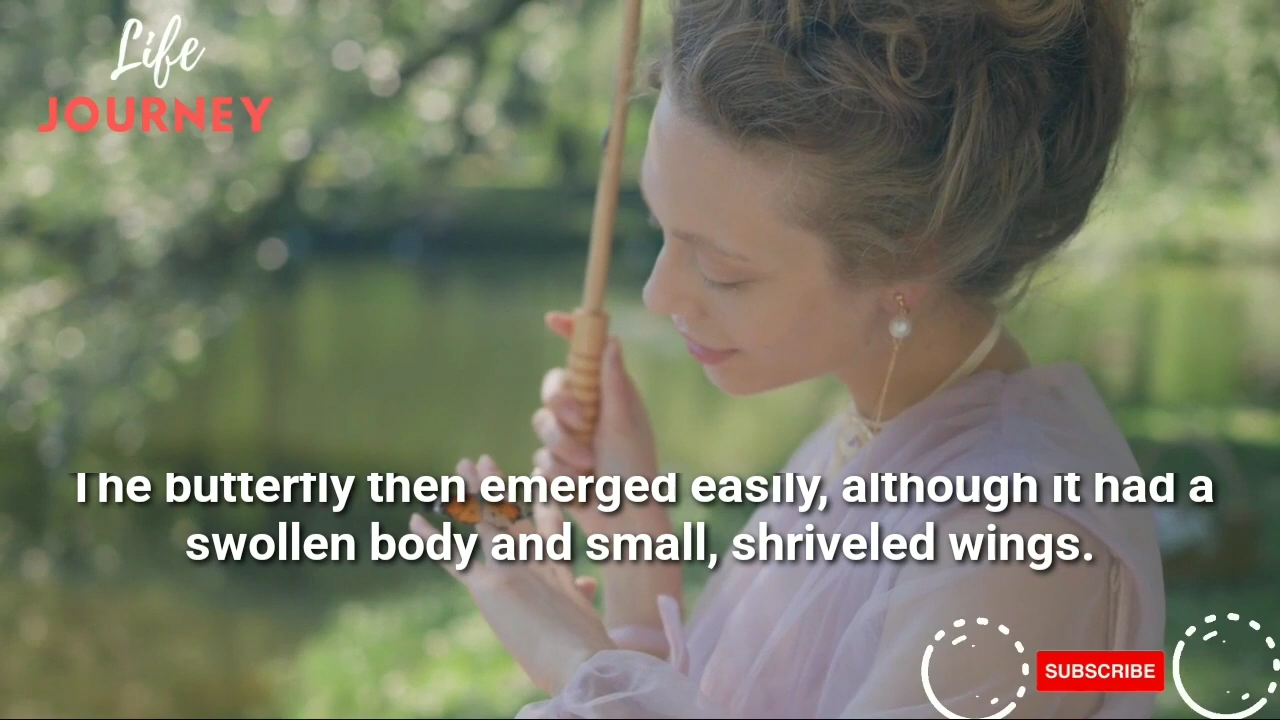 Life
JOURNEY
The butterfly then emerged easily, although it had a
swollen body and small, shriveled wings.
SUBSCRIBE